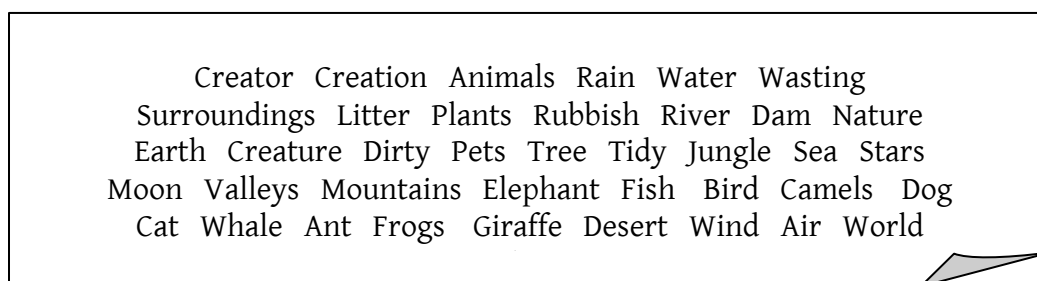 Creator Creation Animals Rain Water Wasting
Surroundings Litter Plants Rubbish River Dam Nature
Earth Creature Dirty Pets Tree Tidy Jungle Sea Stars
Moon Valleys Mountains Elephant Fish Bird Camels Dog
Cat Whale Ant Frogs Giraffe Desert Wind Air World